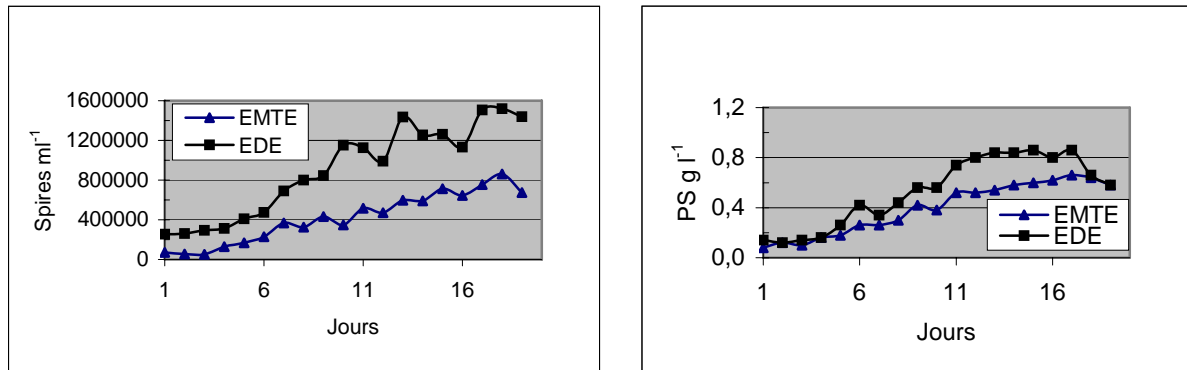 Spires ml-1
1600000
1200000
800000
400000
0
EMTE
EDE
1 6 11 16
Jours
PS g l-1
1,2
0,8
0,4
0,0
EMTE
EDE
1 6 11 16
Jours